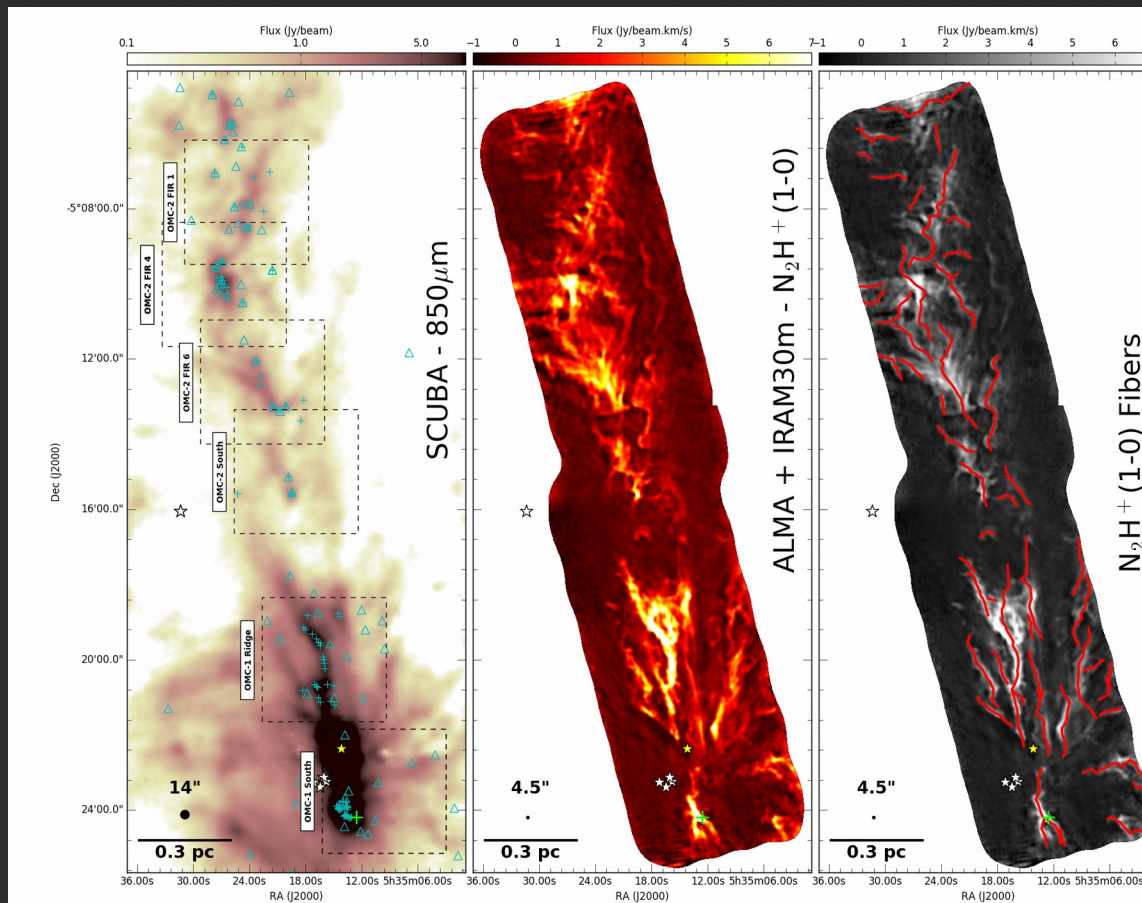 Flux (Jy/beam)
0.1 1.0 5.0
Flux (Jy/beam.km/s)
−1 0 1 2 3 4 5 6 7
Flux (Jy/beam.km/s)
−1 0 1 2 3 4 5 6
-5°08'00.0"
12'00.0"
16'00.0"
20'00.0"
24'00.0"
Dec (J2000)
OMC-2 FIR 1
OMC-2 FIR 4
OMC-2 FIR 6
OMC-2 South
OMC-1 Ridge
OMC-1 South
SCUBA - 850μm
14"
0.3 pc
ALMA + IRAM30m - N₂H⁺ (1-0)
4.5"
0.3 pc
N₂H⁺ (1-0) Fibers
4.5"
0.3 pc
36.00s 30.00s 24.00s 18.00s 12.00s 5h35m06.00s
RA (J2000)
36.00s 30.00s 24.00s 18.00s 12.00s 5h35m06.00s
RA (J2000)
36.00s 30.00s 24.00s 18.00s 12.00s 5h35m06.00s
RA (J2000)